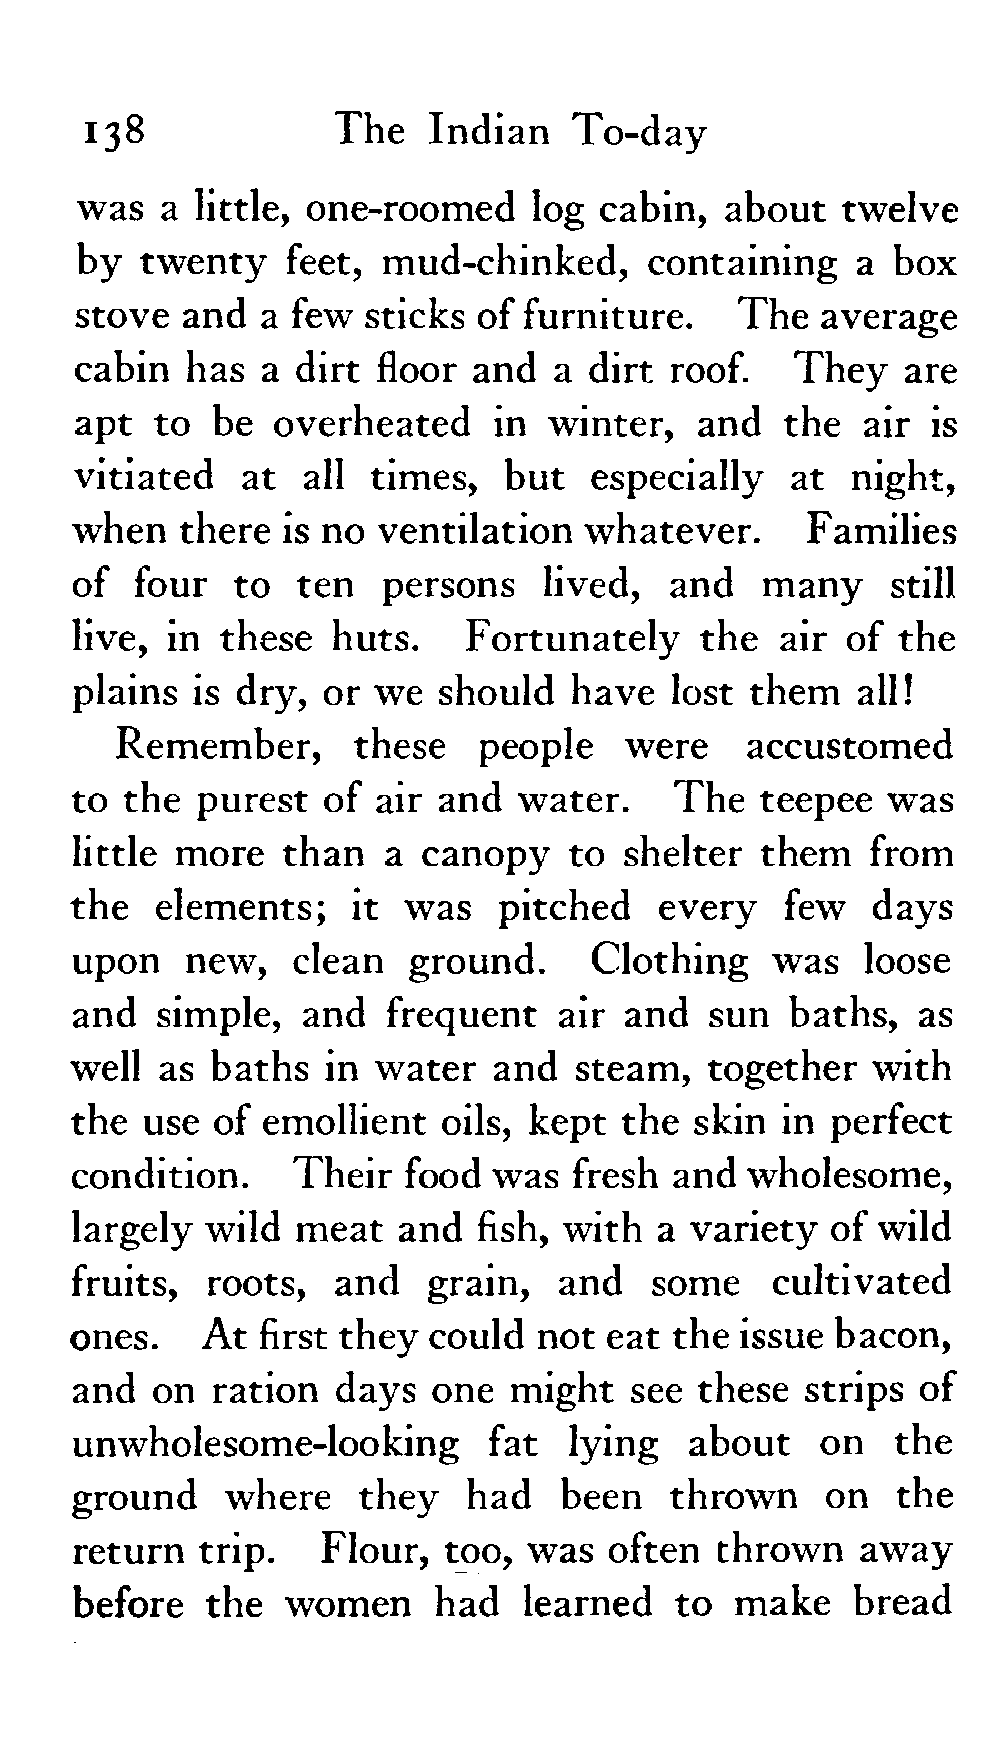 138 The Indian To-day
was a little, one-roomed log cabin, about twelve
by twenty feet, mud-chinked, containing a box
stove and a few sticks of furniture. The average
cabin has a dirt floor and a dirt roof. They are
apt to be overheated in winter, and the air is
vitiated at all times, but especially at night,
when there is no ventilation whatever. Families
of four to ten persons lived, and many still
live, in these huts. Fortunately the air of the
plains is dry, or we should have lost them all!
Remember, these people were accustomed
to the purest of air and water. The teepee was
little more than a canopy to shelter them from
the elements; it was pitched every few days
upon new, clean ground. Clothing was loose
and simple, and frequent air and sun baths, as
well as baths in water and steam, together with
the use of emollient oils, kept the skin in perfect
condition. Their food was fresh and wholesome,
largely wild meat and fish, with a variety of wild
fruits, roots, and grain, and some cultivated
ones. At first they could not eat the issue bacon,
and on ration days one might see these strips of
unwholesome-looking fat lying about on the
ground where they had been thrown on the
return trip. Flour, too, was often thrown away
before the women had learned to make bread